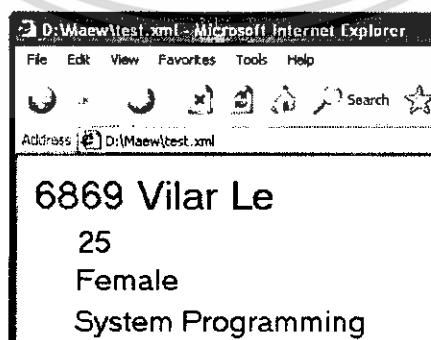 D:\Maew\test.xml - Microsoft Internet Explorer
File Edit View Favorites Tools Help
Search
Address D:\Maew\test.xml
6869 Vilar Le
25
Female
System Programming